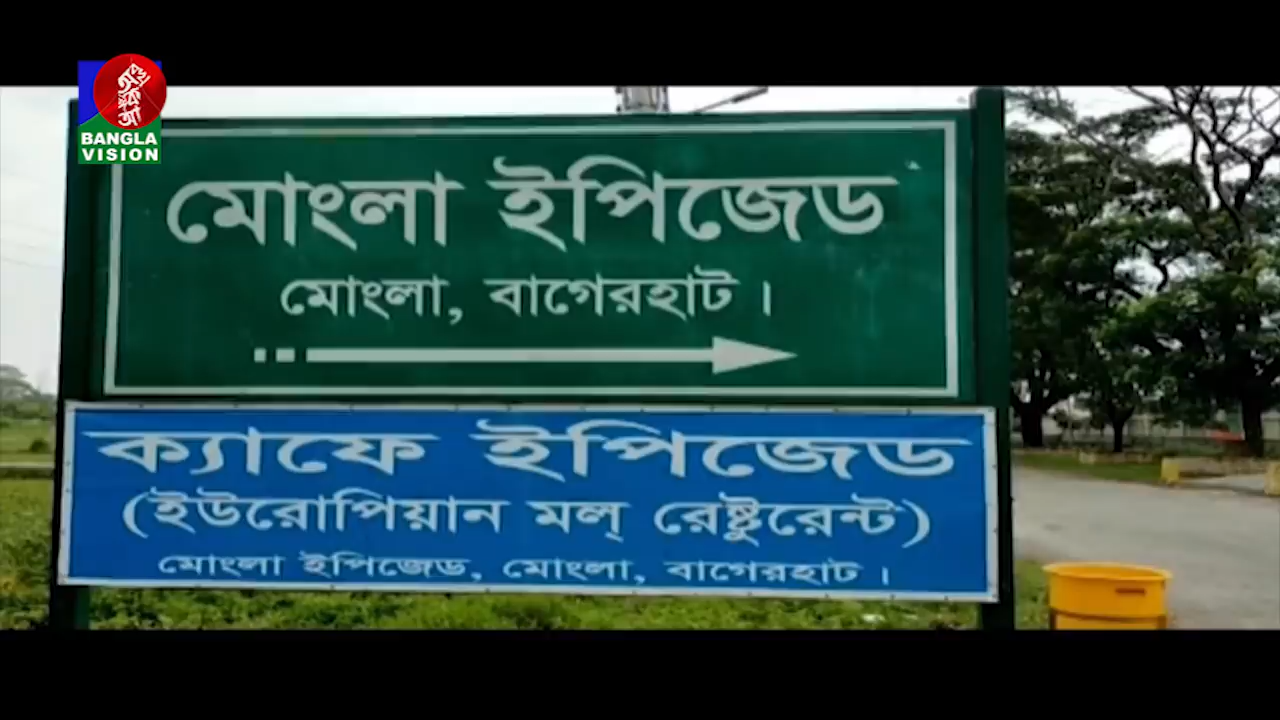 BANGLA
VISION
মোংলা ইপিজেড
মোংলা, বাগেরহাট।
ক্যাফে ইপিজেড
(ইউরোপিয়ান মল্ রেষ্টুরেন্ট)
মোংলা ইপিজেড, মোংলা, বাগেরহাট।